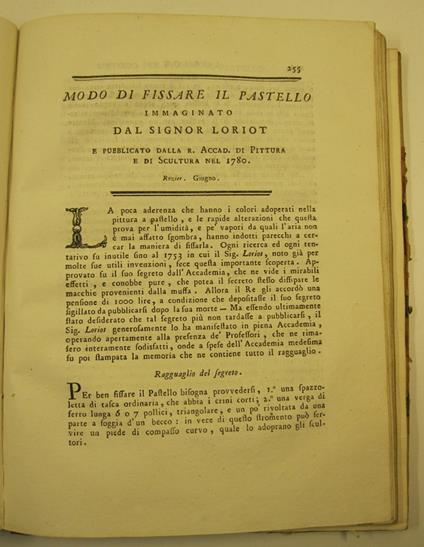 255
MODO DI FISSARE IL PASTELLO
IMMAGINATO
DAL SIGNOR LORIOT
E PUBBLICATO DALLA R. ACCAD. DI PITTURA
E DI SCULTURA NEL 1780.
Rozier. Giugno.
LA poca aderenza che hanno i colori adoperati nella
pittura a paſtello, e le rapide alterazioni che queſta
prova per l'umidità, e pe' vapori da quali l'aria non
è mai affatto ſgombra, hanno indotti parecchi a cer-
car la maniera di fiſſarla. Ogni ricerca ed ogni ten-
tativo fu inutile fino al 1753 in cui il Sig. Loriot, noto già per
molte ſue utili invenzioni, fece queſta importante ſcoperta. Ap-
provato fu il ſuo ſegreto dall'Accademia, che ne vide i mirabili
effetti, e conobbe pure, che potea il ſecreto ſteſſo diſſipare le
macchie provenienti dalla muffa. Allora il Re gli accordò una
penſione di 1000 lire, a condizione che depoſitaſſe il ſuo ſegreto
ſigillato da pubblicarſi dopo la ſua morte — Ma eſſendo ultimamente
ſtato deſiderato che tal ſegreto più non tardaſſe a pubblicarſi, il
Sig. Loriot generoſamente lo ha manifeſtato in piena Accademia,
operando apertamente alla preſenza de' Profeſſori, che ne rima-
ſero interamente ſodisfatti, onde a ſpeſe dell'Accademia medeſima
fu poi ſtampata la memoria che ne contiene tutto il ragguaglio.
Ragguaglio del ſegreto.
PEr ben fiſſare il Paſtello biſogna provvederſi, 1.° una ſpazzo-
letta di taſca ordinaria, che abbia i crini corti; 2.° una verga di
ferro lunga 6 o 7 pollici, triangolare, e un po' rivoltata da una
parte a foggia d'un becco: in vece di queſto ſtromento può ſer-
vire un piede di compaſſo curvo, quale lo adoprano gli ſcul-
tori.